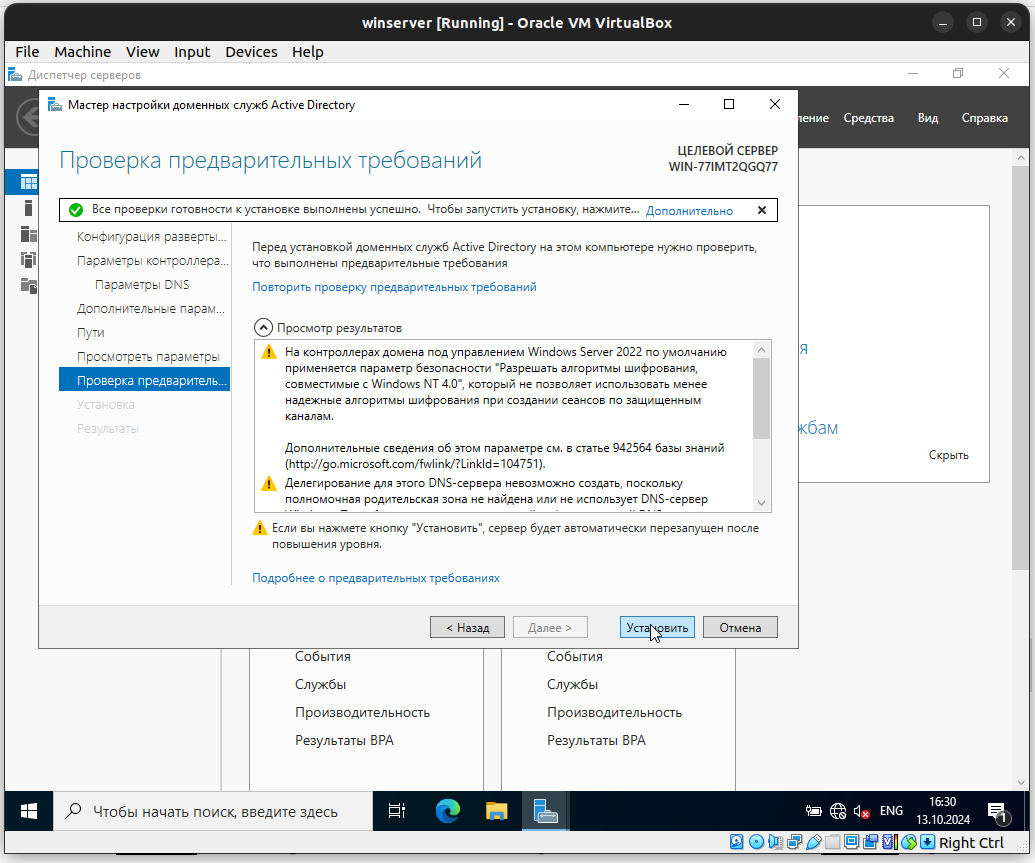 winserver [Running] - Oracle VM VirtualBox
File Machine View Input Devices Help
Диспетчер серверов
Мастер настройки доменных служб Active Directory
ление Средства Вид Справка
Проверка предварительных требований
ЦЕЛЕВОЙ СЕРВЕР
WIN-77IMT2QGQ77
Все проверки готовности к установке выполнены успешно. Чтобы запустить установку, нажмите... Дополнительно
Конфигурация разверты...
Параметры контроллера...
Параметры DNS
Дополнительные парам...
Пути
Просмотреть параметры
Проверка предваритель...
Установка
Результаты
Перед установкой доменных служб Active Directory на этом компьютере нужно проверить,
что выполнены предварительные требования
Повторить проверку предварительных требований
Просмотр результатов
На контроллерах домена под управлением Windows Server 2022 по умолчанию
применяется параметр безопасности "Разрешать алгоритмы шифрования,
совместимые с Windows NT 4.0", который не позволяет использовать менее
надежные алгоритмы шифрования при создании сеансов по защищенным
каналам.
Дополнительные сведения об этом параметре см. в статье 942564 базы знаний
(http://go.microsoft.com/fwlink/?LinkId=104751).
Делегирование для этого DNS-сервера невозможно создать, поскольку
полномочная родительская зона не найдена или не использует DNS-сервер
Если вы нажмете кнопку "Установить", сервер будет автоматически перезапущен после
повышения уровня.
Подробнее о предварительных требованиях
< Назад Далее > Установить Отмена
я
жбам
Скрыть
События
Службы
Производительность
Результаты BPA
События
Службы
Производительность
Результаты BPA
Чтобы начать поиск, введите здесь
ENG
16:30
13.10.2024
1
Right Ctrl